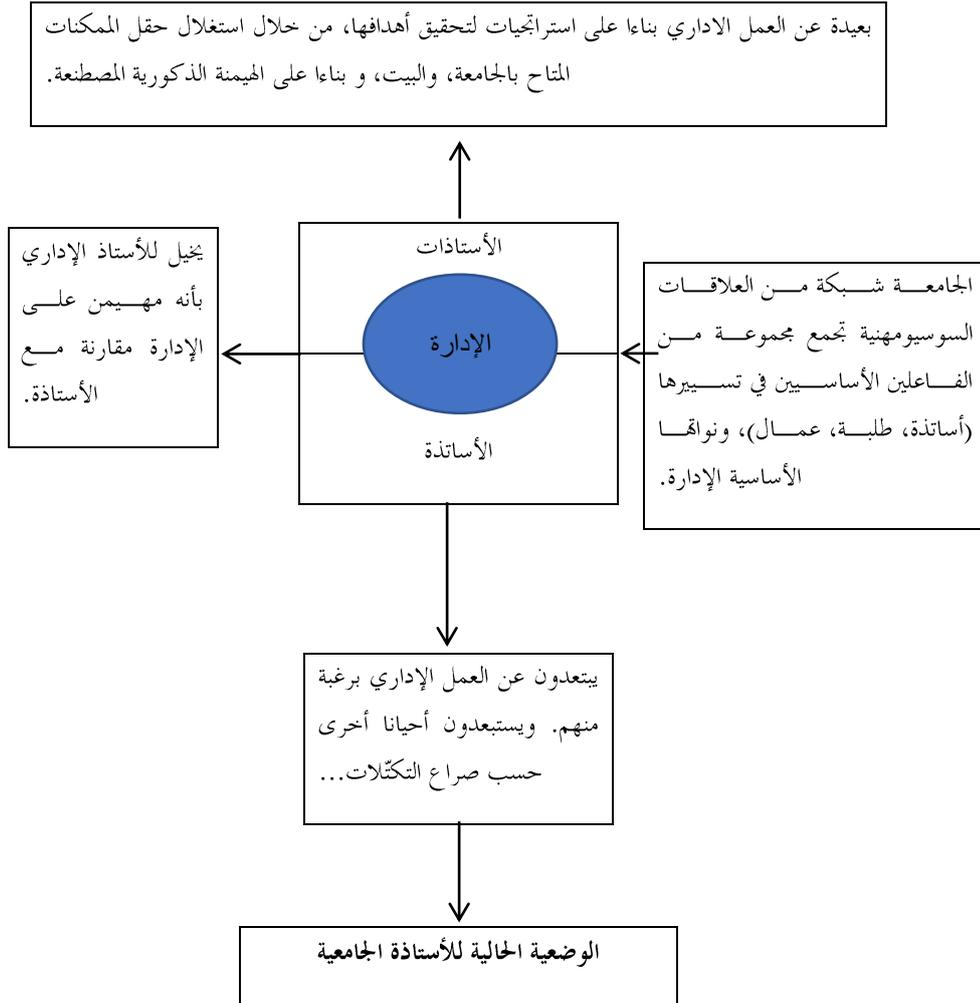 بعيدة عن العمل الاداري بناءا على استراتجيات لتحقيق أهدافها، من خلال استغلال حقل الممكنات
المتاح بالجامعة، والبيت، و بناءا على الهيمنة الذكورية المصطنعة.
الأستاذات
الإدارة
الأساتذة
الجامعة شبكة من العلاقات
السوسيومهنية تجمع مجموعة من
الفاعلين الأساسيين في تسييرها
(أساتذة، طلبة، عمال)، ونواتها
الأساسية الإدارة.
يخيل للأستاذ الإداري
بأنه مهيمن على
الإدارة مقارنة مع
الأستاذة.
يبتعدون عن العمل الإداري برغبة
منهم. ويستبعدون أحيانا أخرى
حسب صراع التكتّلات...
الوضعية الحالية للأستاذة الجامعية